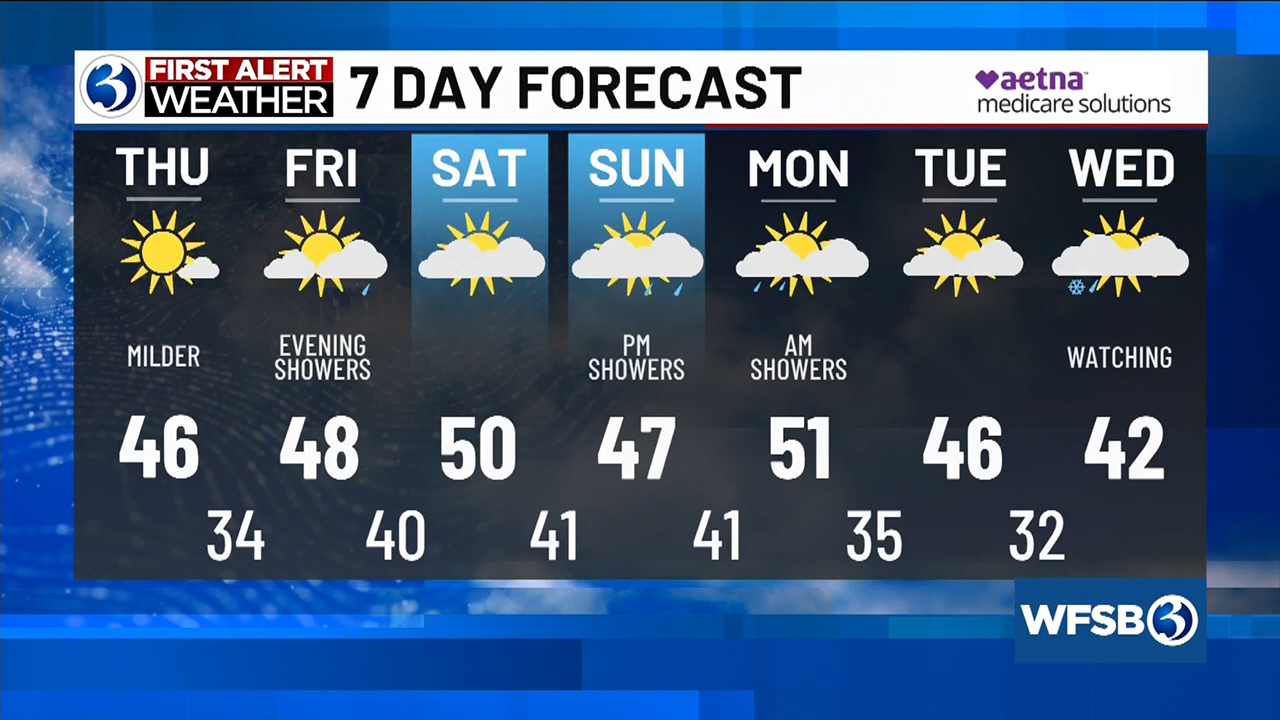 3 FIRST ALERT
WEATHER
7 DAY FORECAST
aetna™
medicare solutions
THU FRI SAT SUN MON TUE WED
MILDER
EVENING
SHOWERS
PM
SHOWERS
AM
SHOWERS
WATCHING
46 48 50 47 51 46 42
34 40 41 41 35 32
WFSB 3